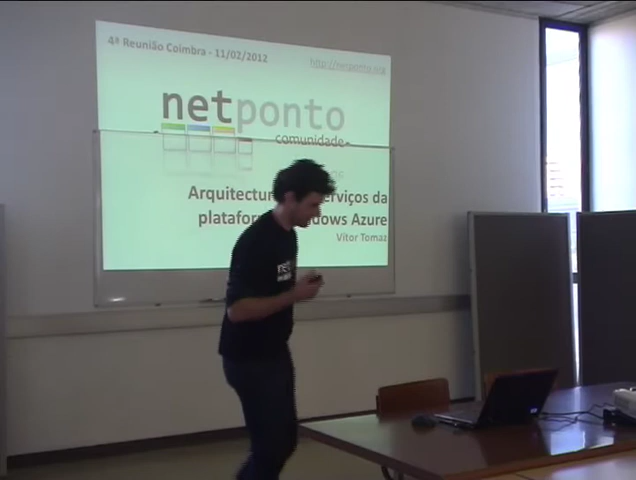 4ª Reunião Coimbra - 11/02/2012
http://netponto.org
netponto
comunidade
Arquitectur serviços da
platafor dows Azure
Vítor Tomaz
net